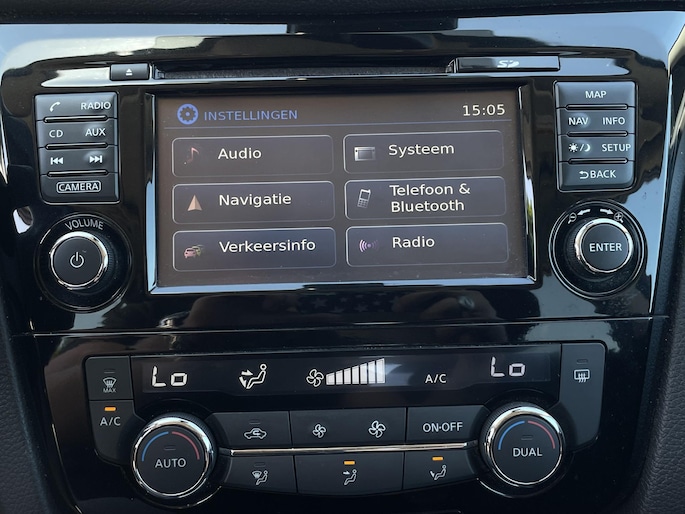 SD
RADIO
CD AUX
CAMERA
VOLUME
INSTELLINGEN 15:05
Audio
Systeem
Navigatie
Telefoon &
Bluetooth
Verkeersinfo
Radio
MAP
NAV INFO
SETUP
BACK
ENTER
MAX
Lo
A/C
Lo
A/C
ON·OFF
AUTO
DUAL